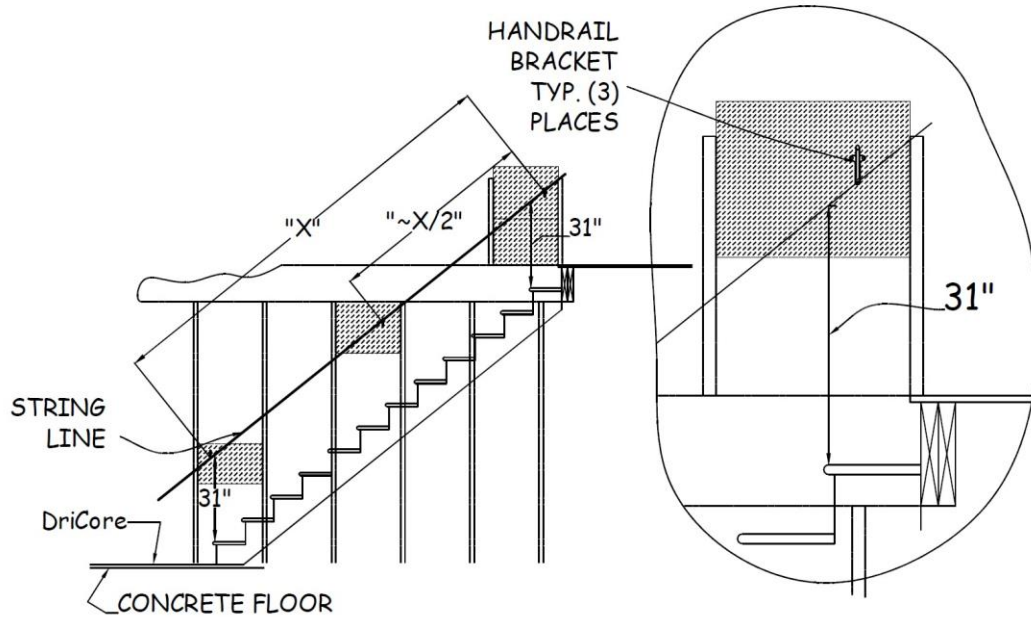 HANDRAIL
BRACKET
TYP. (3)
PLACES
"X"
"~X/2"
31"
31"
STRING
LINE
31"
DriCore
CONCRETE FLOOR